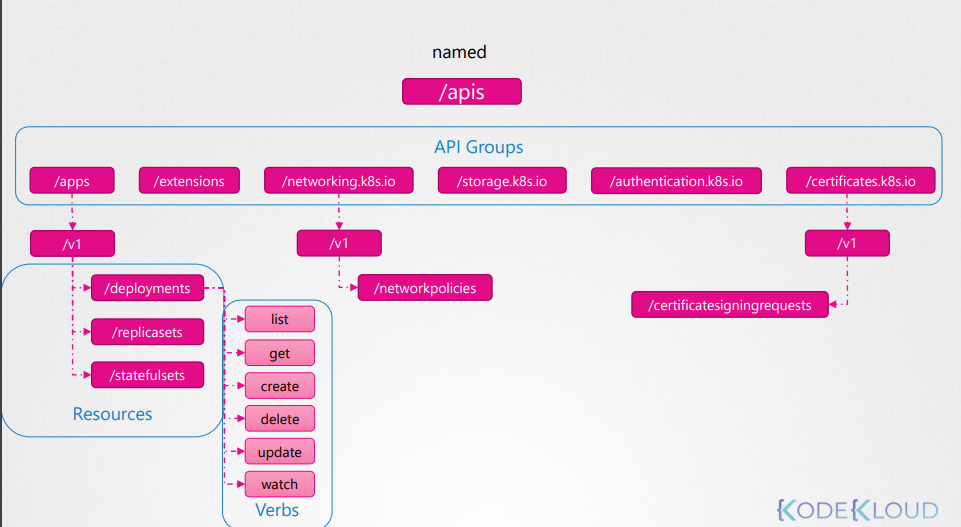 named
/apis
API Groups
/apps
/extensions
/networking.k8s.io
/storage.k8s.io
/authentication.k8s.io
/certificates.k8s.io
/v1
/v1
/v1
/deployments
/networkpolicies
/certificatesigningrequests
/replicasets
/statefulsets
Resources
list
get
create
delete
update
watch
Verbs
KODEKLOUD